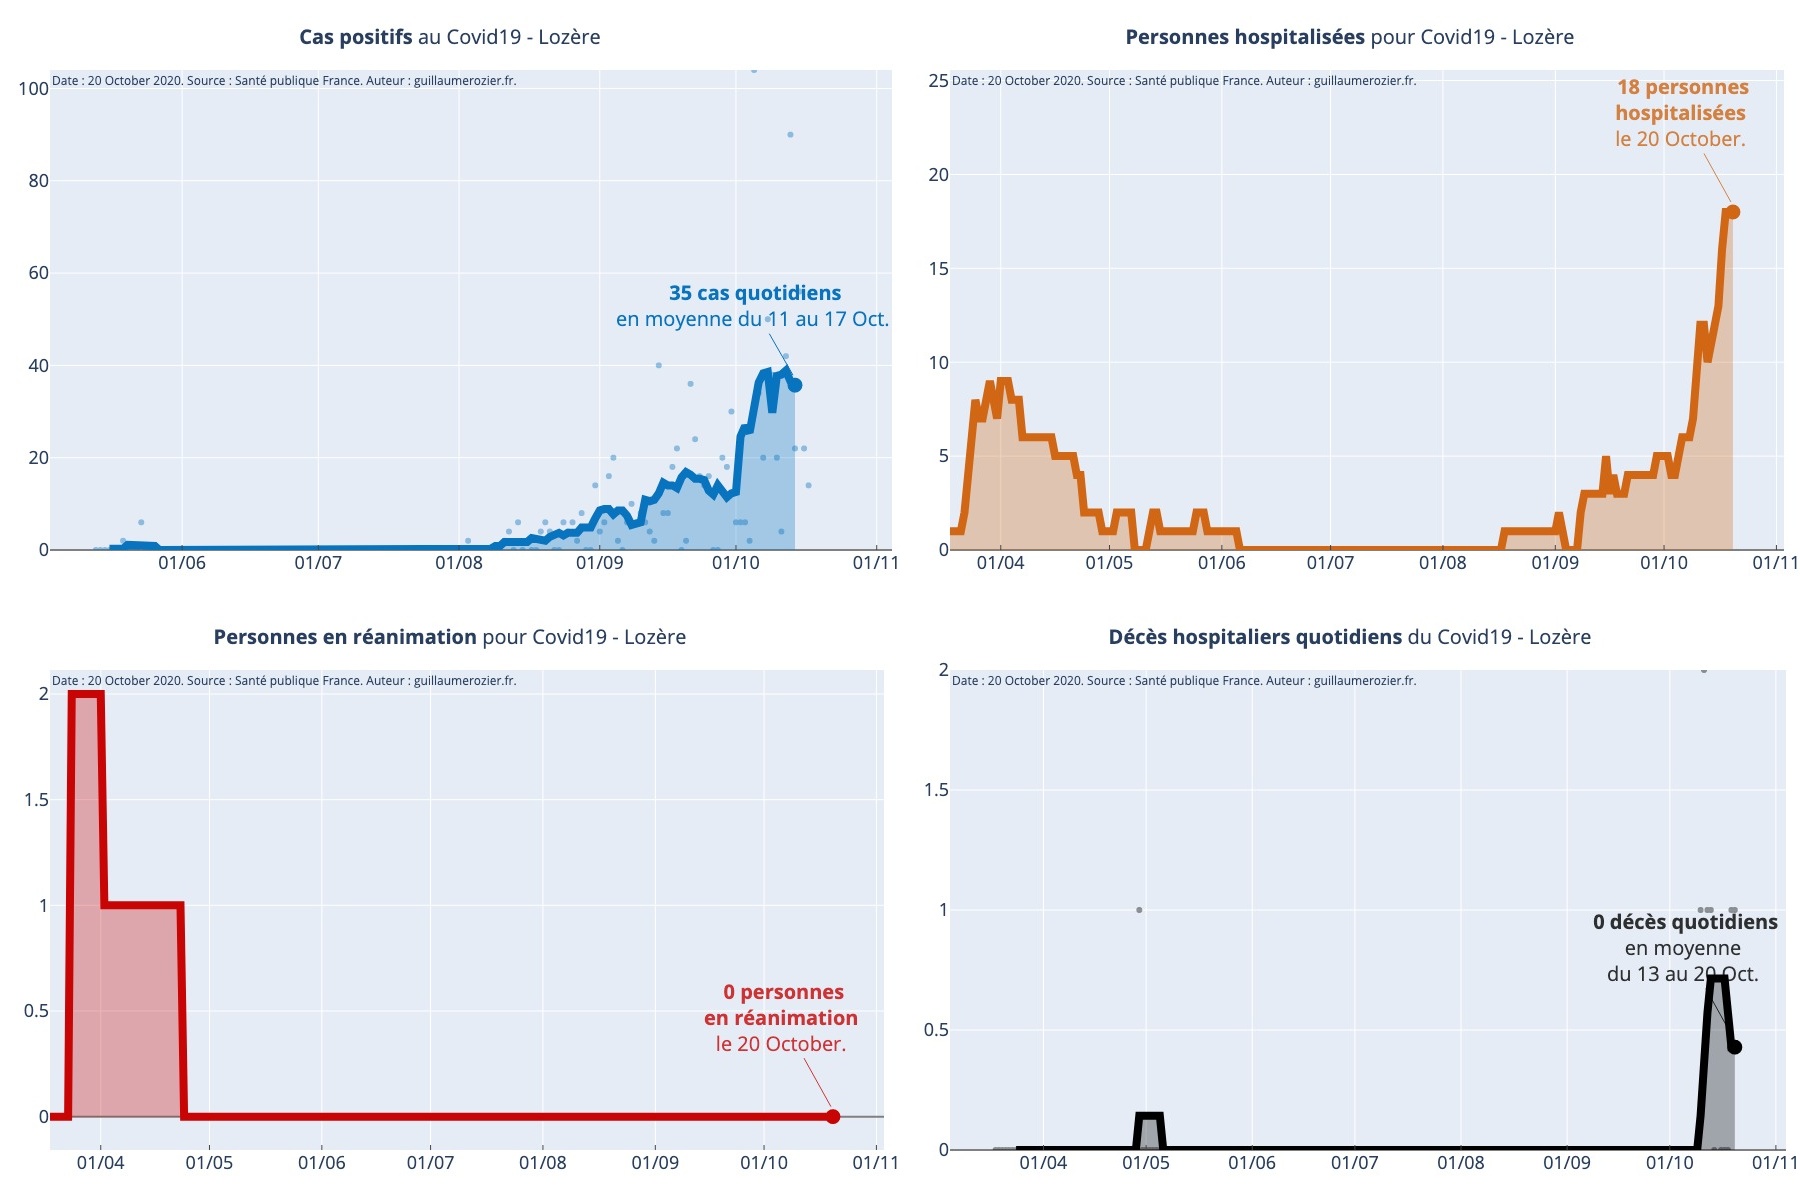 Cas positifs au Covid19 - Lozère
Date : 20 October 2020. Source : Santé publique France. Auteur : guillaumerozier.fr.
100
80
60
40
20
0
35 cas quotidiens
en moyenne du 11 au 17 Oct.
01/06 01/07 01/08 01/09 01/10 01/11
Personnes hospitalisées pour Covid19 - Lozère
Date : 20 October 2020. Source : Santé publique France. Auteur : guillaumerozier.fr.
25
20
15
10
5
0
18 personnes
hospitalisées
le 20 October.
01/04 01/05 01/06 01/07 01/08 01/09 01/10 01/11
Personnes en réanimation pour Covid19 - Lozère
Date : 20 October 2020. Source : Santé publique France. Auteur : guillaumerozier.fr.
2
1.5
1
0.5
0
0 personnes
en réanimation
le 20 October.
01/04 01/05 01/06 01/07 01/08 01/09 01/10 01/11
Décès hospitaliers quotidiens du Covid19 - Lozère
Date : 20 October 2020. Source : Santé publique France. Auteur : guillaumerozier.fr.
2
1.5
1
0.5
0
0 décès quotidiens
en moyenne
du 13 au 20 Oct.
01/04 01/05 01/06 01/07 01/08 01/09 01/10 01/11